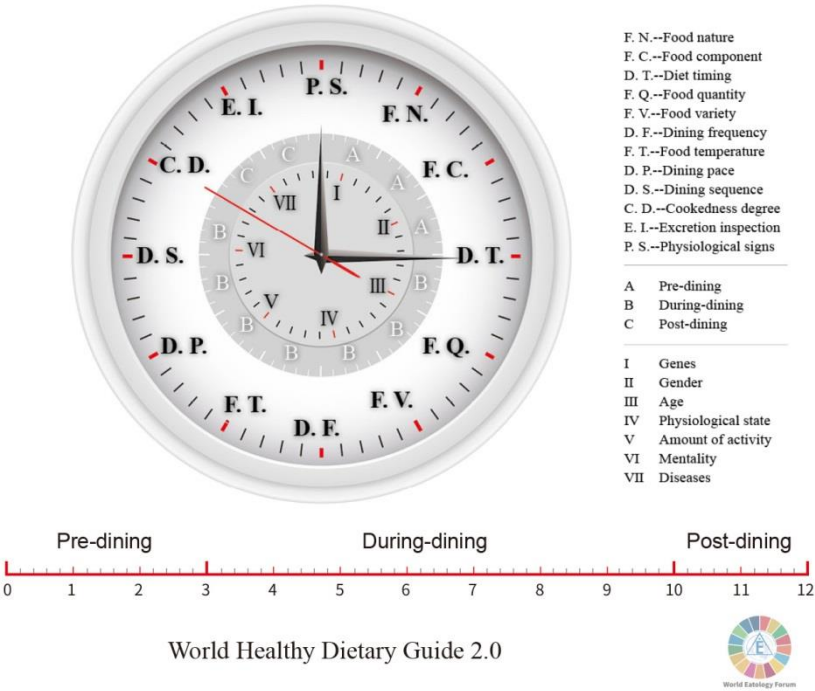 P. S.
E. I.
F. N.
C. D.
F. C.
D. S.
D. T.
D. P.
F. Q.
F. T.
F. V.
D. F.
C
A
C
A
B
A
B
B
B
B
B
B
I
VII
II
VI
III
V
IV
F. N.--Food nature
F. C.--Food component
D. T.--Diet timing
F. Q.--Food quantity
F. V.--Food variety
D. F.--Dining frequency
F. T.--Food temperature
D. P.--Dining pace
D. S.--Dining sequence
C. D.--Cookedness degree
E. I.--Excretion inspection
P. S.--Physiological signs
A Pre-dining
B During-dining
C Post-dining
I Genes
II Gender
III Age
IV Physiological state
V Amount of activity
VI Mentality
VII Diseases
Pre-dining During-dining Post-dining
0 1 2 3 4 5 6 7 8 9 10 11 12
World Healthy Dietary Guide 2.0
E
World Eatology Forum